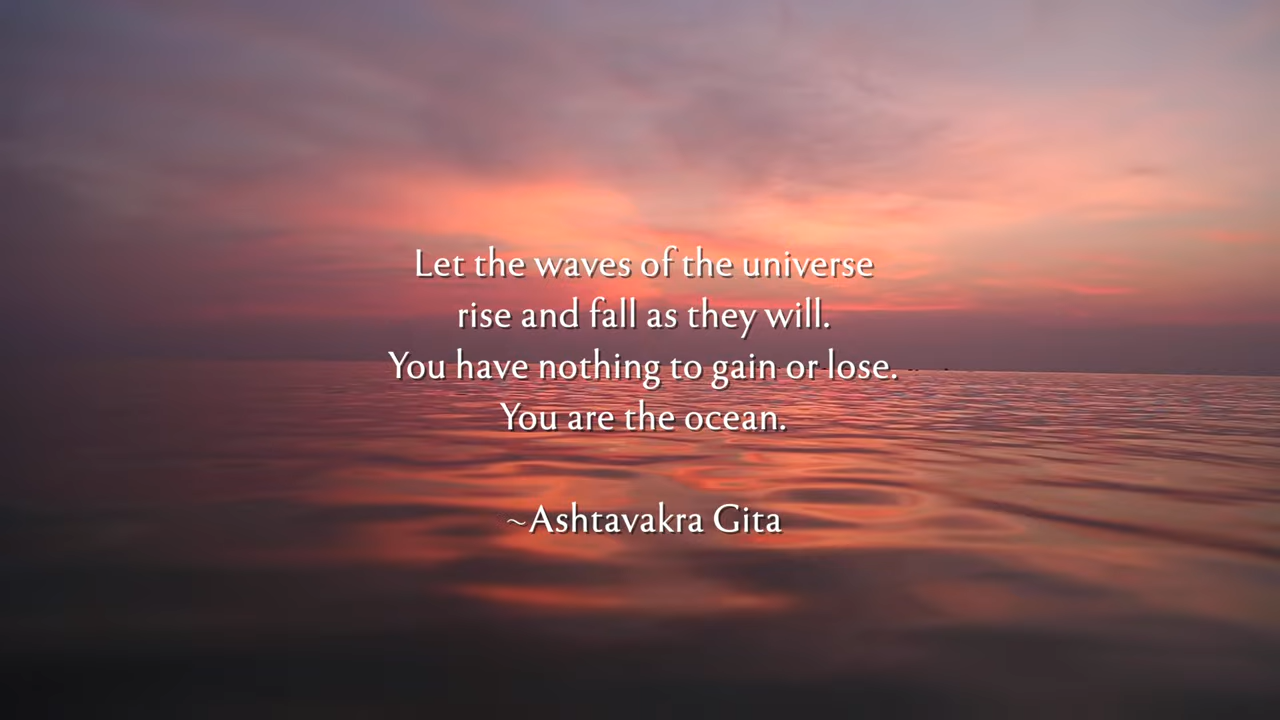 Let the waves of the universe
rise and fall as they will.
You have nothing to gain or lose.
You are the ocean.
~Ashtavakra Gita